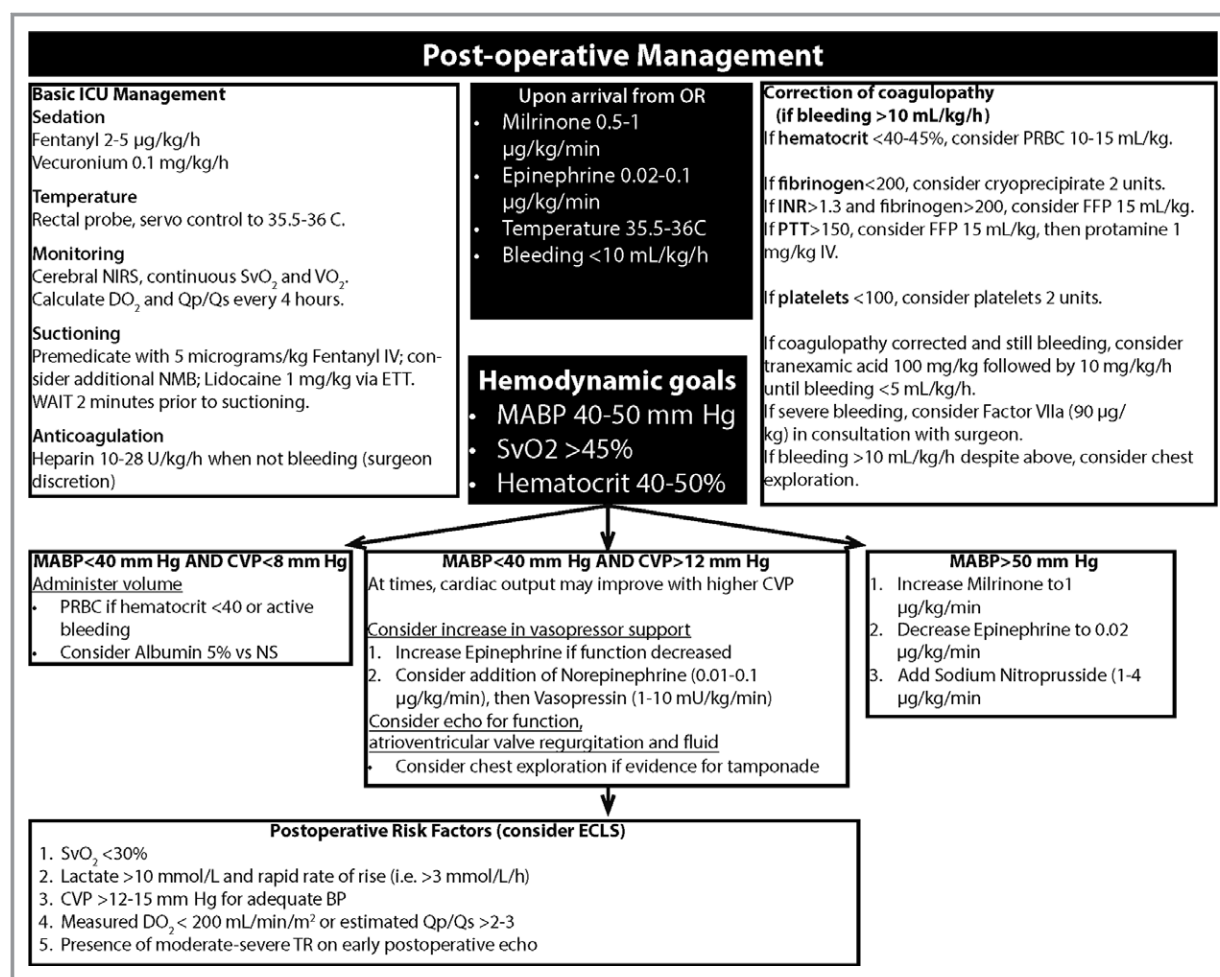 Post-operative Management
Basic ICU Management
Sedation
Fentanyl 2-5 µg/kg/h
Vecuronium 0.1 mg/kg/h
Temperature
Rectal probe, servo control to 35.5-36 C.
Monitoring
Cerebral NIRS, continuous SvO₂ and VO₂.
Calculate DO₂ and Qp/Qs every 4 hours.
Suctioning
Premedicate with 5 micrograms/kg Fentanyl IV; con-
sider additional NMB; Lidocaine 1 mg/kg via ETT.
WAIT 2 minutes prior to suctioning.
Anticoagulation
Heparin 10-28 U/kg/h when not bleeding (surgeon
discretion)
Upon arrival from OR
• Milrinone 0.5-1
µg/kg/min
• Epinephrine 0.02-0.1
µg/kg/min
• Temperature 35.5-36C
• Bleeding <10 mL/kg/h
Correction of coagulopathy
(if bleeding >10 mL/kg/h)
If hematocrit <40-45%, consider PRBC 10-15 mL/kg.
If fibrinogen<200, consider cryoprecipirate 2 units.
If INR>1.3 and fibrinogen>200, consider FFP 15 mL/kg.
If PTT>150, consider FFP 15 mL/kg, then protamine 1
mg/kg IV.
If platelets <100, consider platelets 2 units.
If coagulopathy corrected and still bleeding, consider
tranexamic acid 100 mg/kg followed by 10 mg/kg/h
until bleeding <5 mL/kg/h.
If severe bleeding, consider Factor VIIa (90 µg/
kg) in consultation with surgeon.
If bleeding >10 mL/kg/h despite above, consider chest
exploration.
Hemodynamic goals
• MABP 40-50 mm Hg
• SvO2 >45%
• Hematocrit 40-50%
MABP<40 mm Hg AND CVP<8 mm Hg
Administer volume
• PRBC if hematocrit <40 or active
bleeding
• Consider Albumin 5% vs NS
MABP<40 mm Hg AND CVP>12 mm Hg
At times, cardiac output may improve with higher CVP
Consider increase in vasopressor support
1. Increase Epinephrine if function decreased
2. Consider addition of Norepinephrine (0.01-0.1
µg/kg/min), then Vasopressin (1-10 mU/kg/min)
Consider echo for function,
atrioventricular valve regurgitation and fluid
• Consider chest exploration if evidence for tamponade
MABP>50 mm Hg
1. Increase Milrinone to1
µg/kg/min
2. Decrease Epinephrine to 0.02
µg/kg/min
3. Add Sodium Nitroprusside (1-4
µg/kg/min
Postoperative Risk Factors (consider ECLS)
1. SvO₂ <30%
2. Lactate >10 mmol/L and rapid rate of rise (i.e. >3 mmol/L/h)
3. CVP >12-15 mm Hg for adequate BP
4. Measured DO₂ < 200 mL/min/m² or estimated Qp/Qs >2-3
5. Presence of moderate-severe TR on early postoperative echo